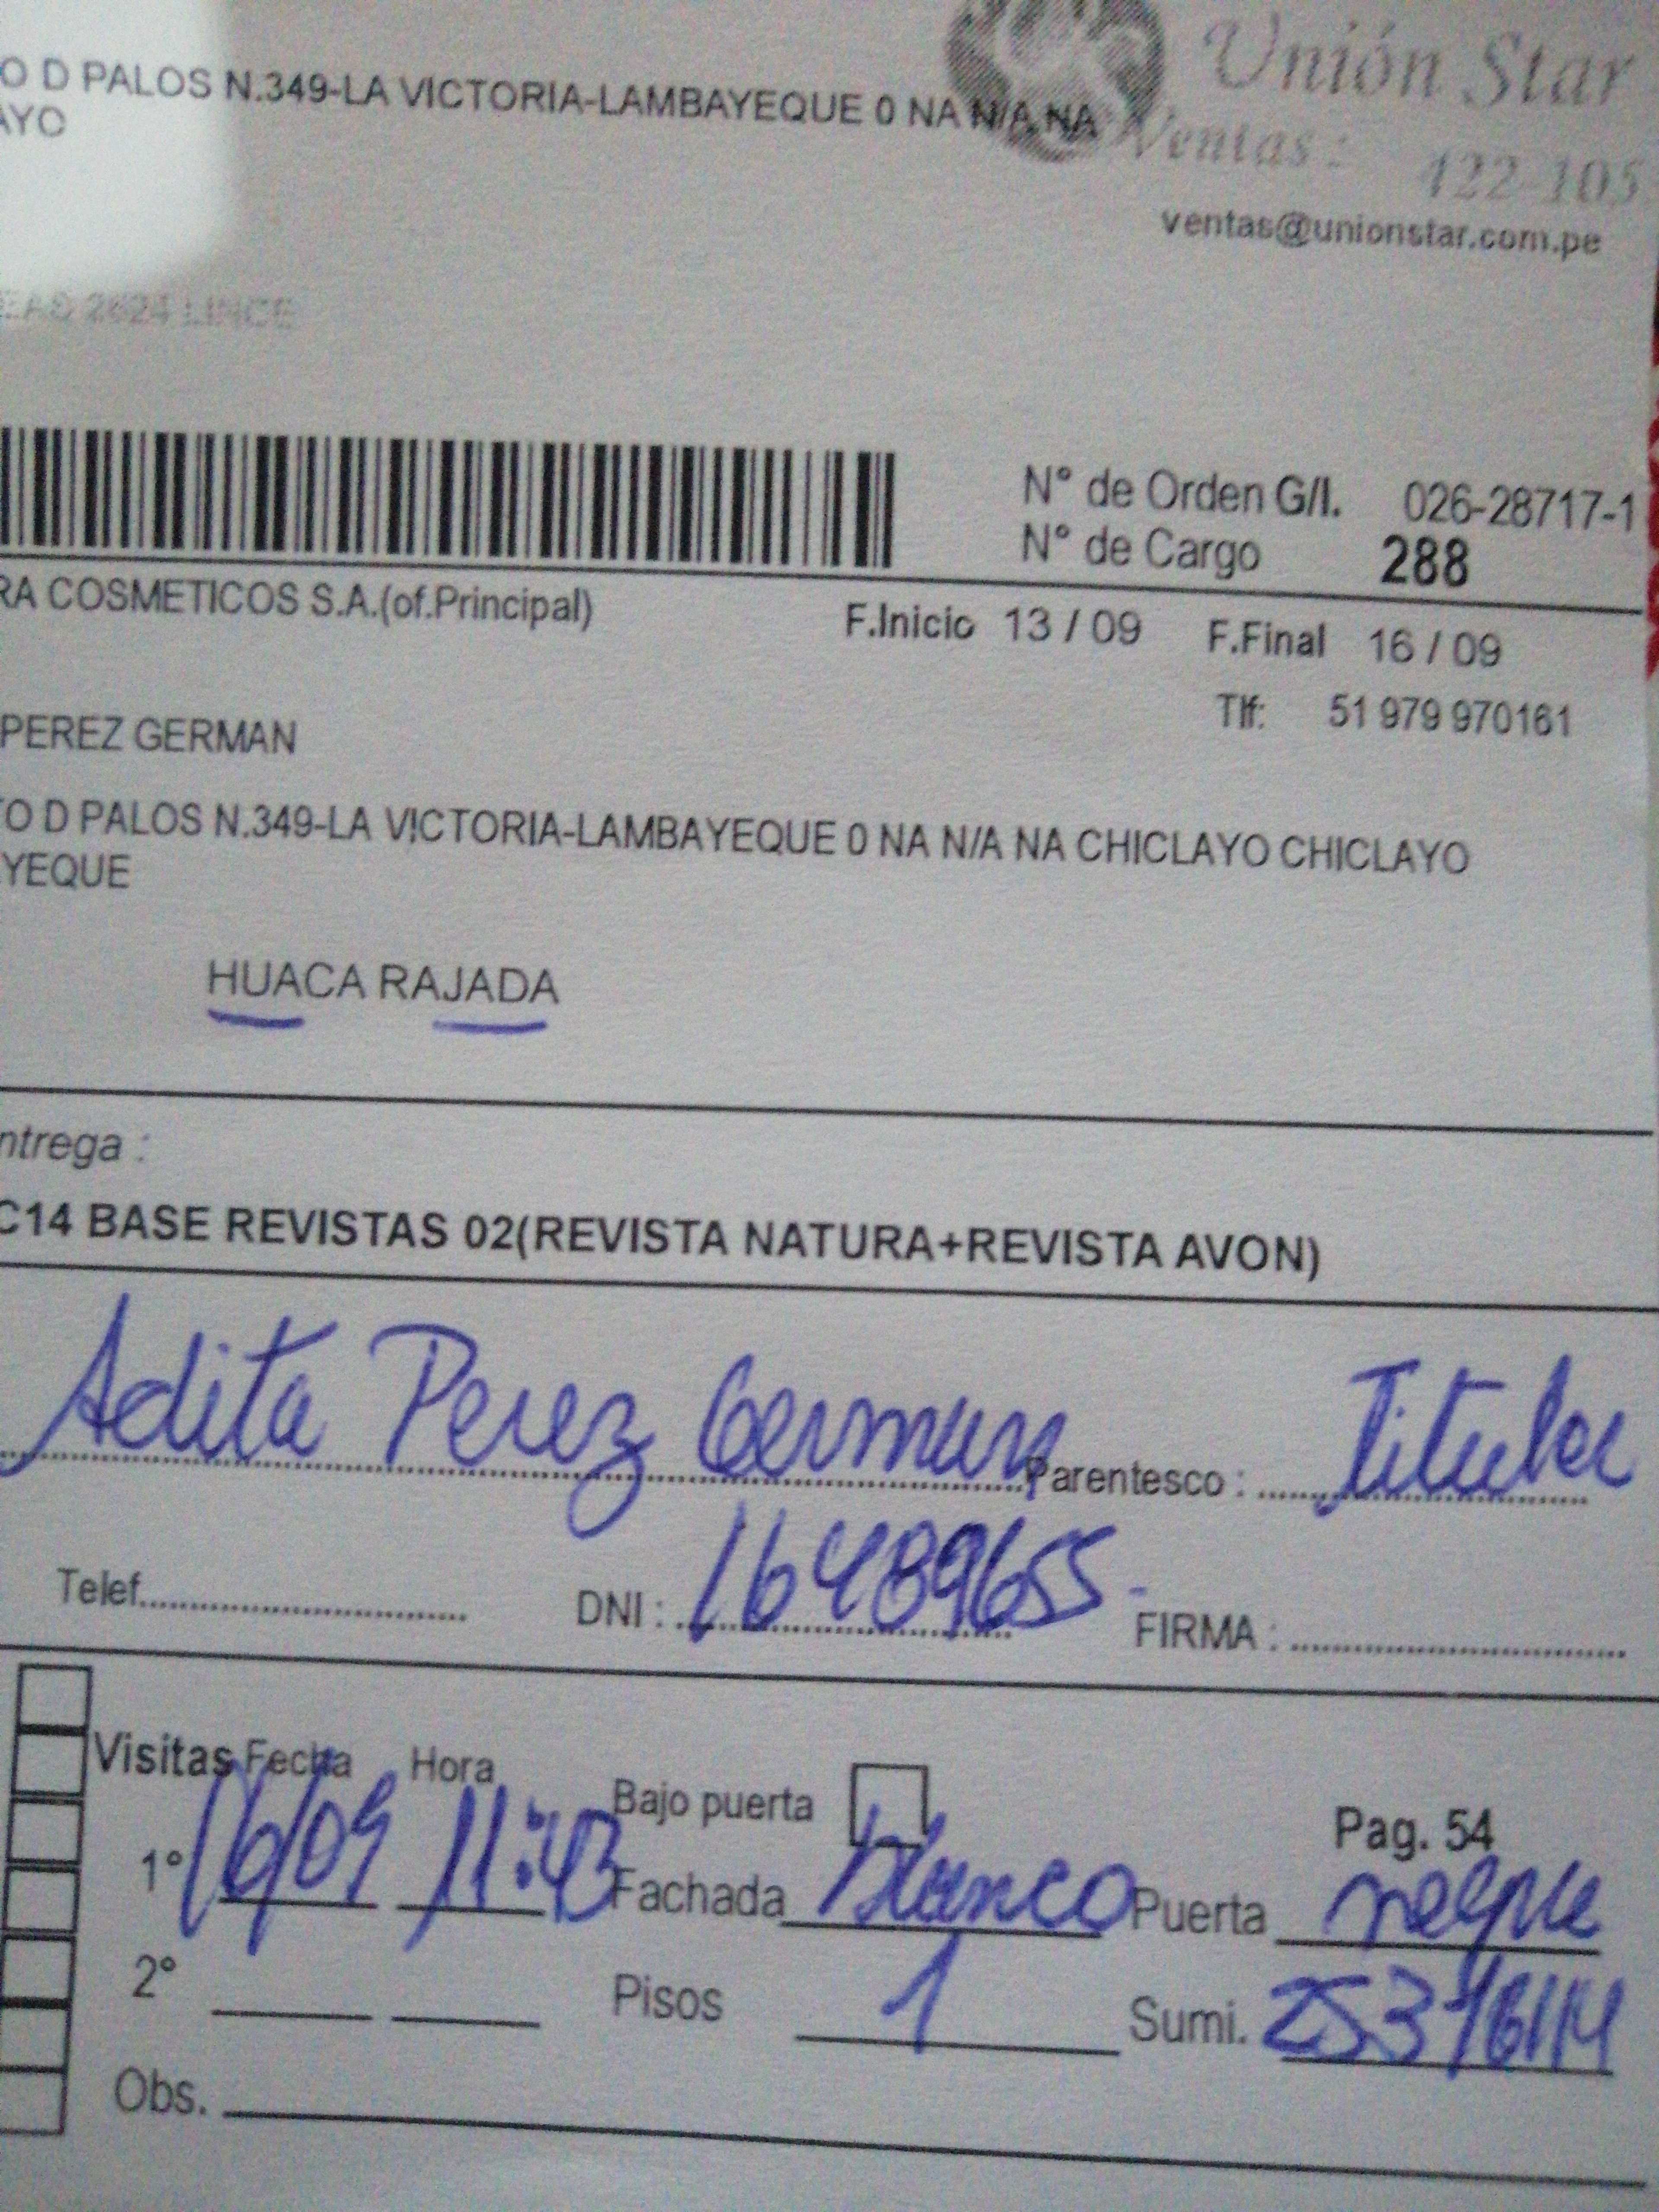 Unión Star
O D PALOS N.349-LA VICTORIA-LAMBAYEQUE 0 NA N/A NA
AYO
Ventas : 422-105
ventas@unionstar.com.pe
2624 LINCE
N° de Orden G/I. 026-28717-1
N° de Cargo 288
RA COSMETICOS S.A.(of.Principal)
F.Inicio 13 / 09 F.Final 16 / 09
Tlf: 51 979 970161
PEREZ GERMAN
TO D PALOS N.349-LA VICTORIA-LAMBAYEQUE 0 NA N/A NA CHICLAYO CHICLAYO
YEQUE
HUACA RAJADA
ntrega :
C14 BASE REVISTAS 02(REVISTA NATURA+REVISTA AVON)
Adita Perez German Parentesco : Titular
Telef. DNI : 16489655 FIRMA :
Visitas Fecha Hora Bajo puerta Pag. 54
1° 16/09 11:43 Fachada blanco Puerta
2° Pisos 1 Sumi.
Obs.